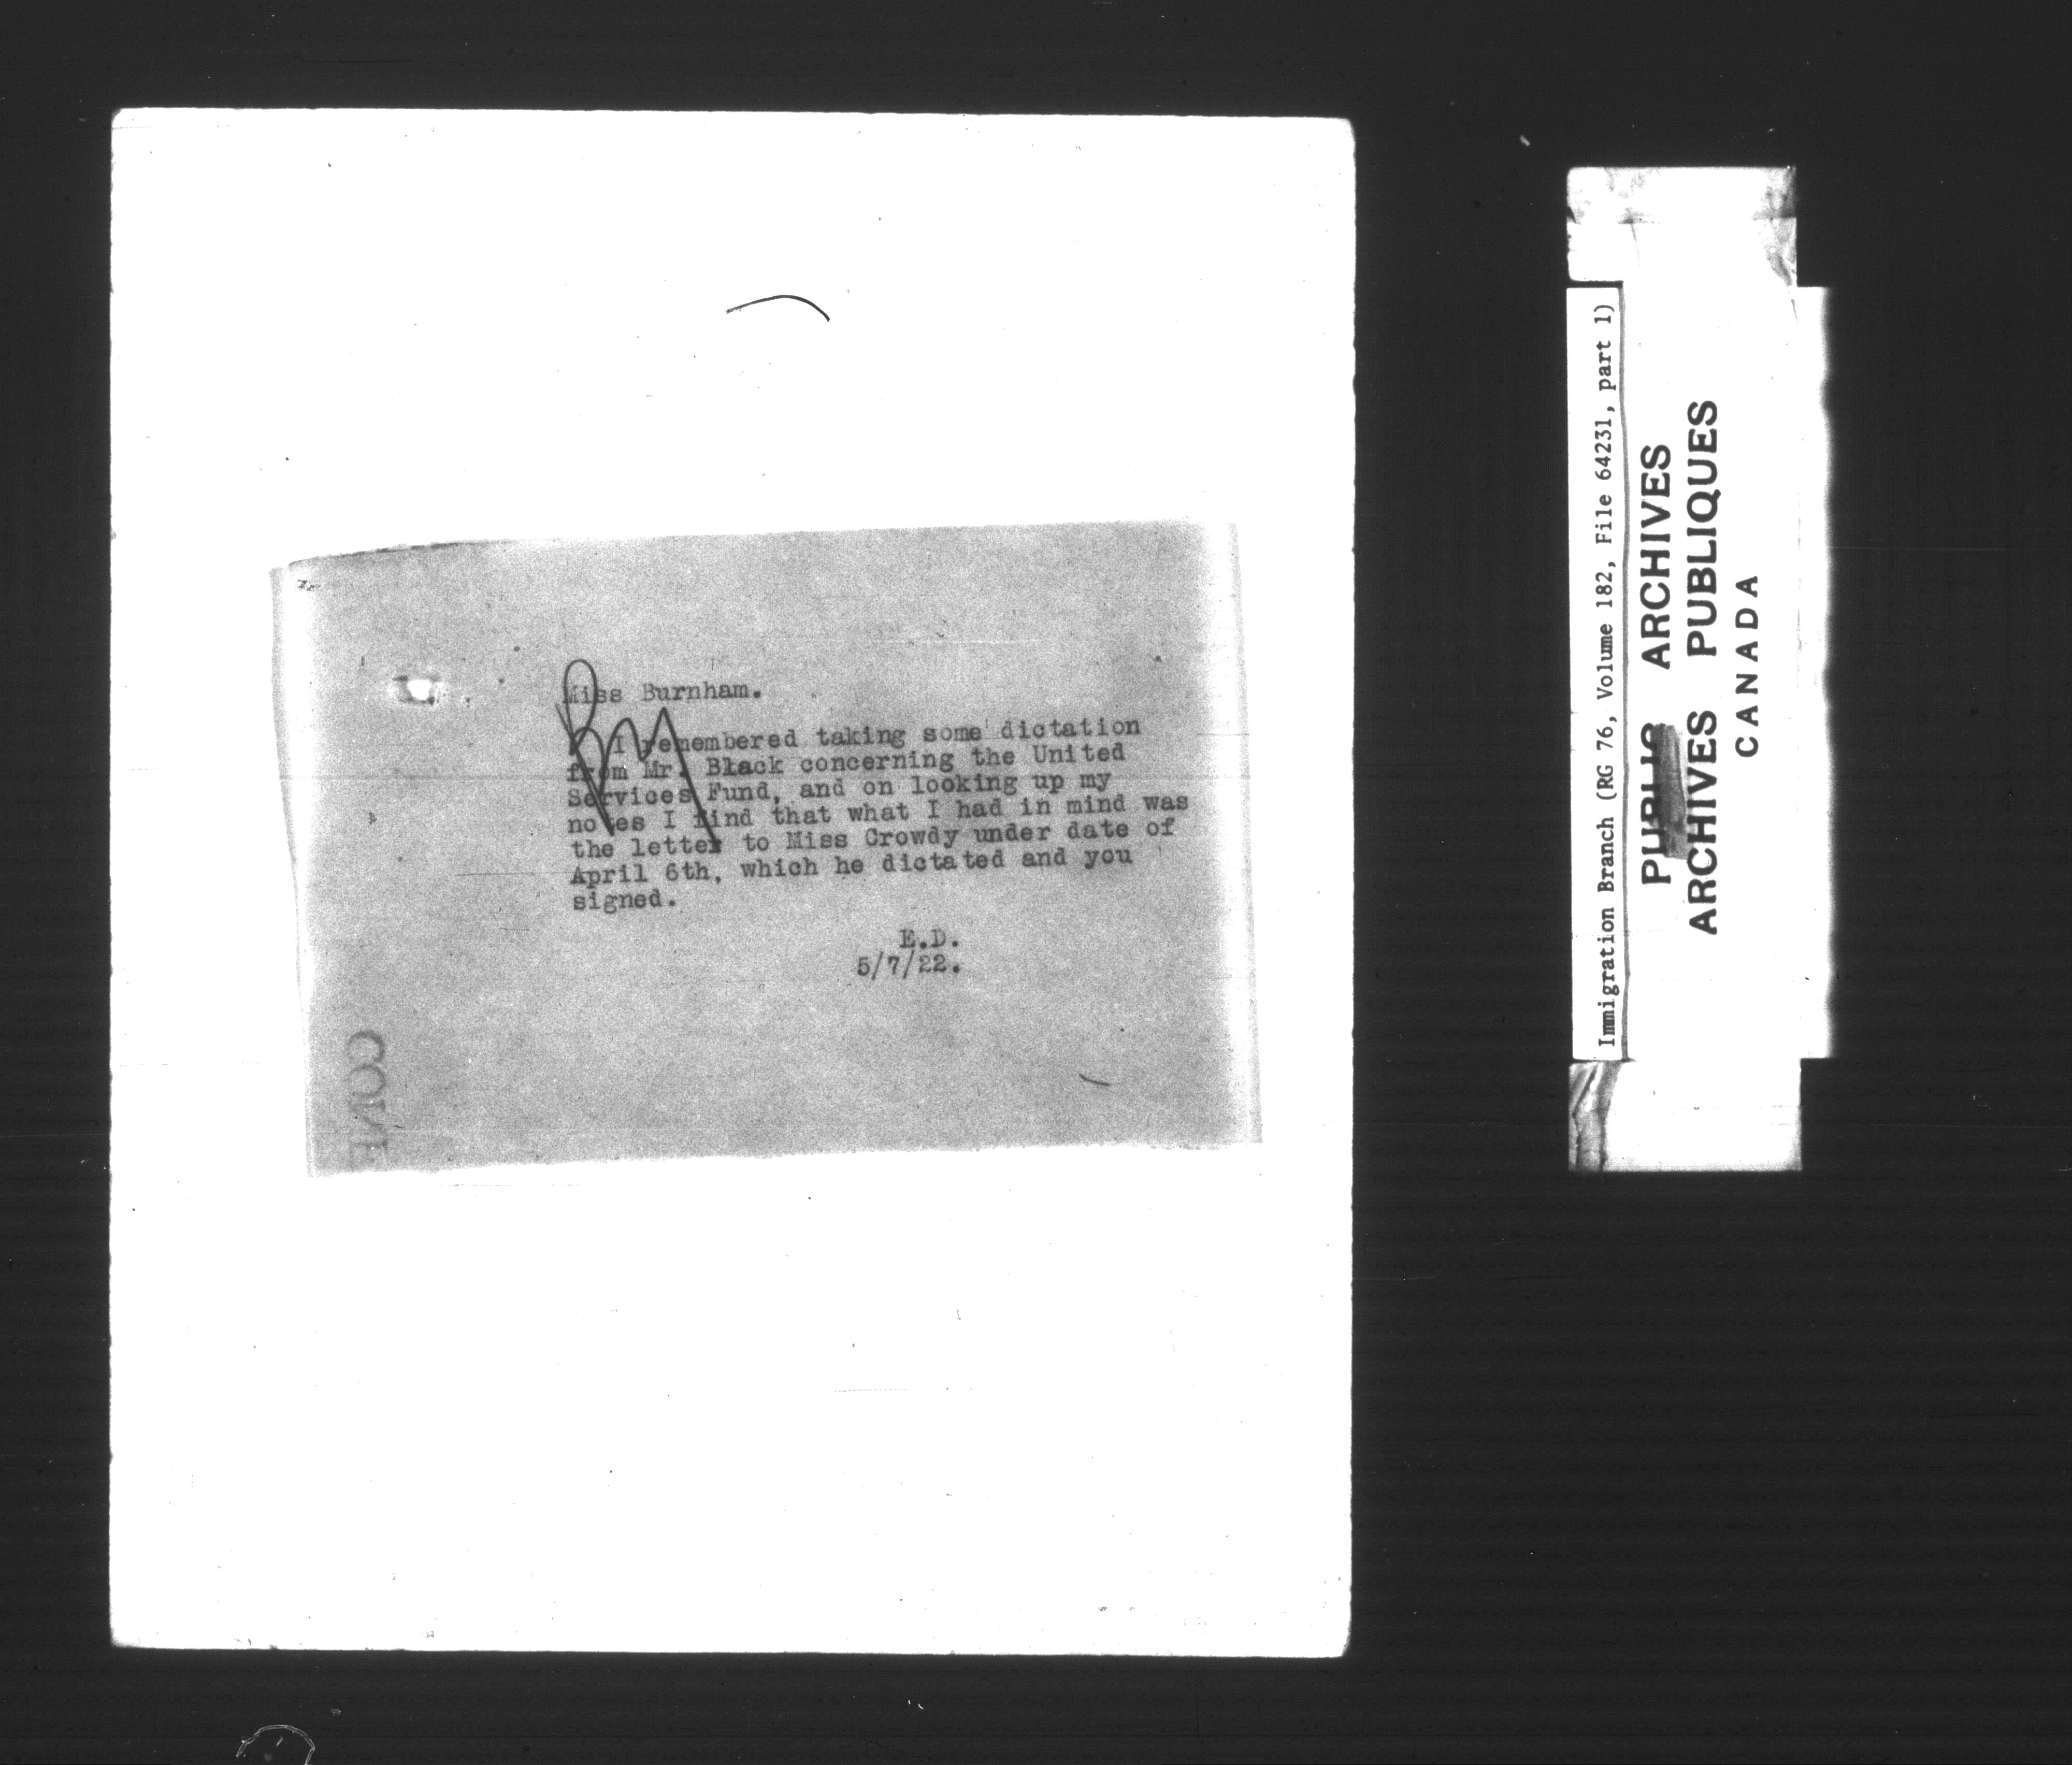 Miss Burnham.
I remembered taking some dictation
from Mr. Black concerning the United
Services Fund, and on looking up my
notes I find that what I had in mind was
the letter to Miss Crowdy under date of
April 6th, which he dictated and you
signed.
E.D.
5/7/22.
Immigration Branch (RG 76, Volume 182, File 64231, part 1)
PUBLIC ARCHIVES
ARCHIVES PUBLIQUES
CANADA